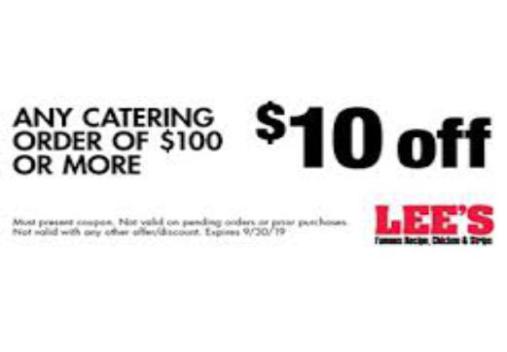 ANY CATERING
ORDER OF $100
OR MORE
$10 off
Must present coupon. Not valid on pending orders or prior purchases.
Not valid with any other offer/discount. Expires 9/30/19
LEE'S
Famous Recipe, Chicken & Strips